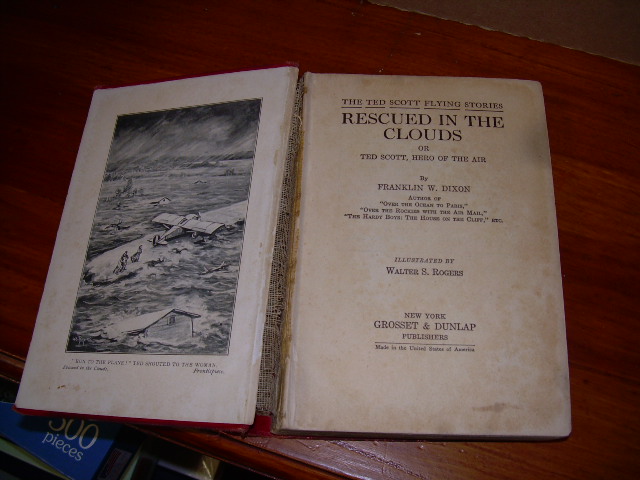 "RUN TO THE PLANE!" TED SHOUTED TO THE WOMAN.
Rescued in the Clouds. Frontispiece.
THE TED SCOTT FLYING STORIES
RESCUED IN THE
CLOUDS
OR
TED SCOTT, HERO OF THE AIR
By
FRANKLIN W. DIXON
AUTHOR OF
"OVER THE OCEAN TO PARIS,"
"OVER THE ROCKIES WITH THE AIR MAIL,"
"THE HARDY BOYS: THE HOUSE ON THE CLIFF," ETC.
ILLUSTRATED BY
WALTER S. ROGERS
NEW YORK
GROSSET & DUNLAP
PUBLISHERS
Made in the United States of America
500
pieces